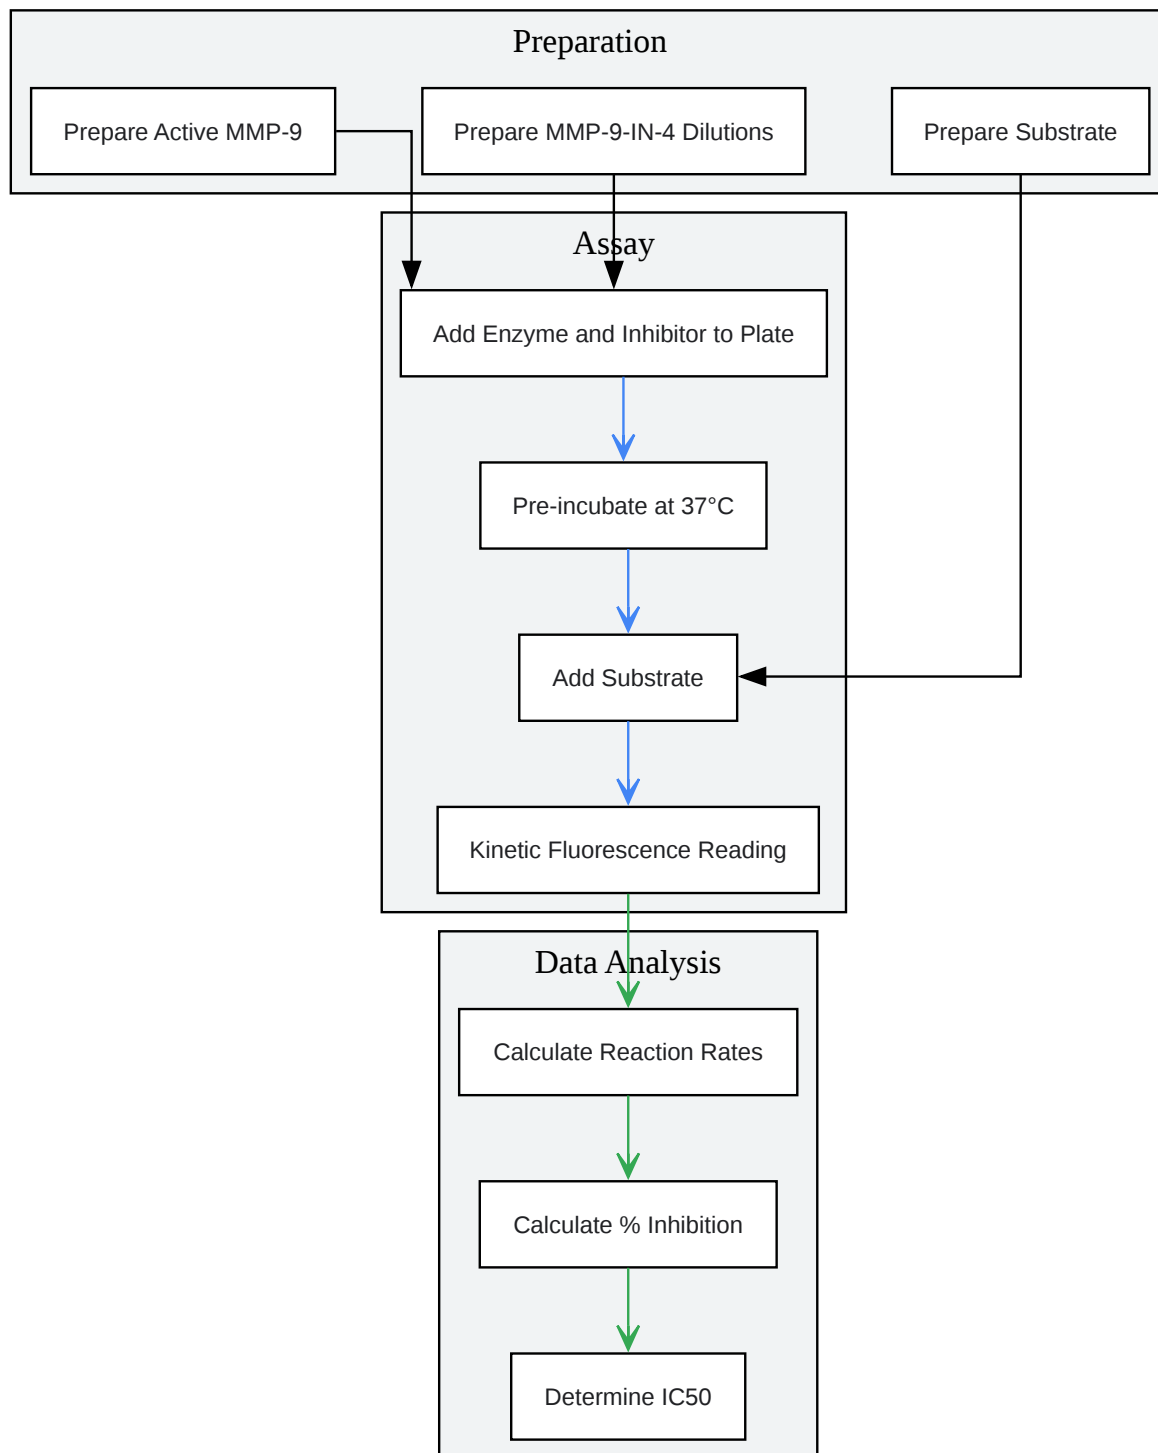 Preparation
Prepare Active MMP-9
Prepare MMP-9-IN-4 Dilutions
Prepare Substrate
Assay
Add Enzyme and Inhibitor to Plate
Pre-incubate at 37°C
Add Substrate
Kinetic Fluorescence Reading
Data Analysis
Calculate Reaction Rates
Calculate % Inhibition
Determine IC50